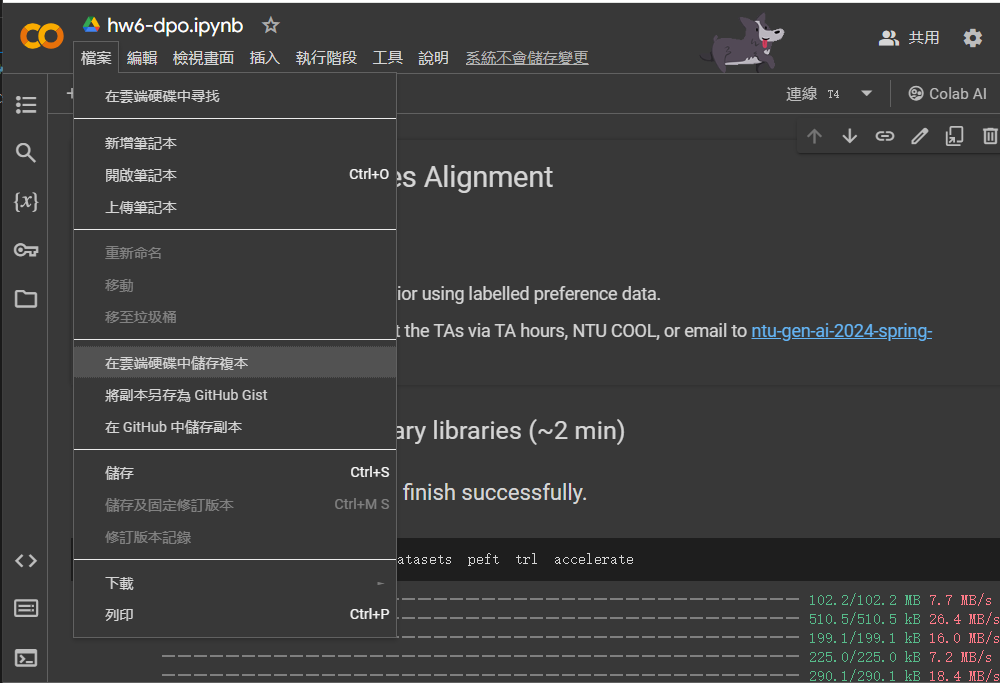 hw6-dpo.ipynb
檔案 編輯 檢視畫面 插入 執行階段 工具 說明 系統不會儲存變更
共用
在雲端硬碟中尋找
連線 T4 Colab AI
新增筆記本
開啟筆記本 Ctrl+O
es Alignment
上傳筆記本
重新命名
移動
ior using labelled preference data.
移至垃圾桶
t the TAs via TA hours, NTU COOL, or email to ntu-gen-ai-2024-spring-
在雲端硬碟中儲存複本
將副本另存為 GitHub Gist
在 GitHub 中儲存副本
ary libraries (~2 min)
儲存 Ctrl+S
finish successfully.
儲存及固定修訂版本 Ctrl+M S
修訂版本記錄
atasets peft trl accelerate
下載
102.2/102.2 MB 7.7 MB/s
列印 Ctrl+P
510.5/510.5 kB 26.4 MB/s
199.1/199.1 kB 16.0 MB/s
225.0/225.0 kB 7.2 MB/s
290.1/290.1 kB 18.4 MB/s